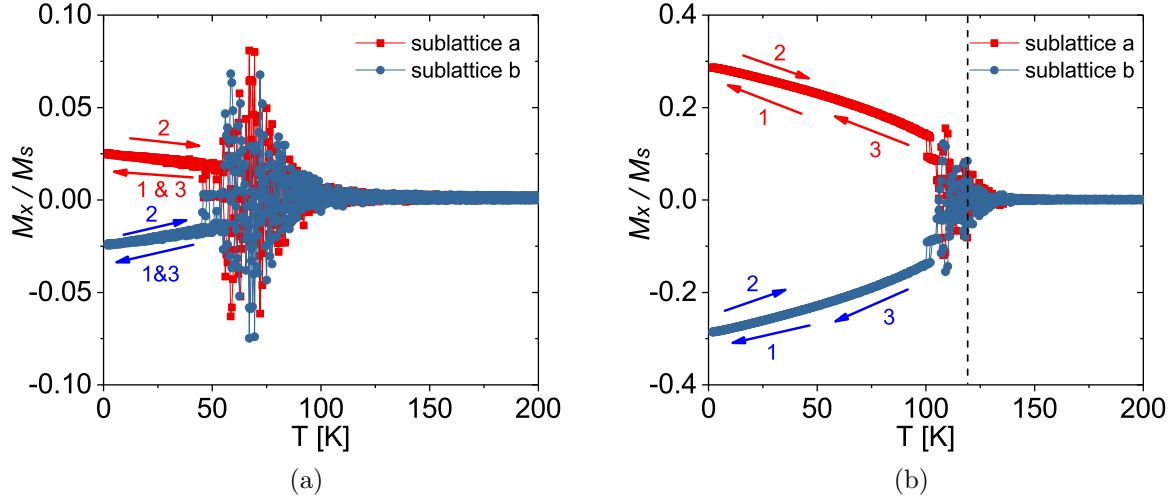 0.10
0.05
0.00
-0.05
-0.10
Mx / Ms
sublattice a
sublattice b
2
1 & 3
2
1&3
0 50 100 150 200
T [K]
(a)
0.4
0.2
0.0
-0.2
-0.4
Mx / Ms
sublattice a
sublattice b
2
1
3
2
3
1
0 50 100 150 200
T [K]
(b)